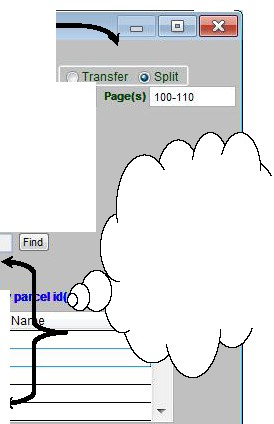 Transfer Split
Page(s) 100-110
Find
parcel id(
Name